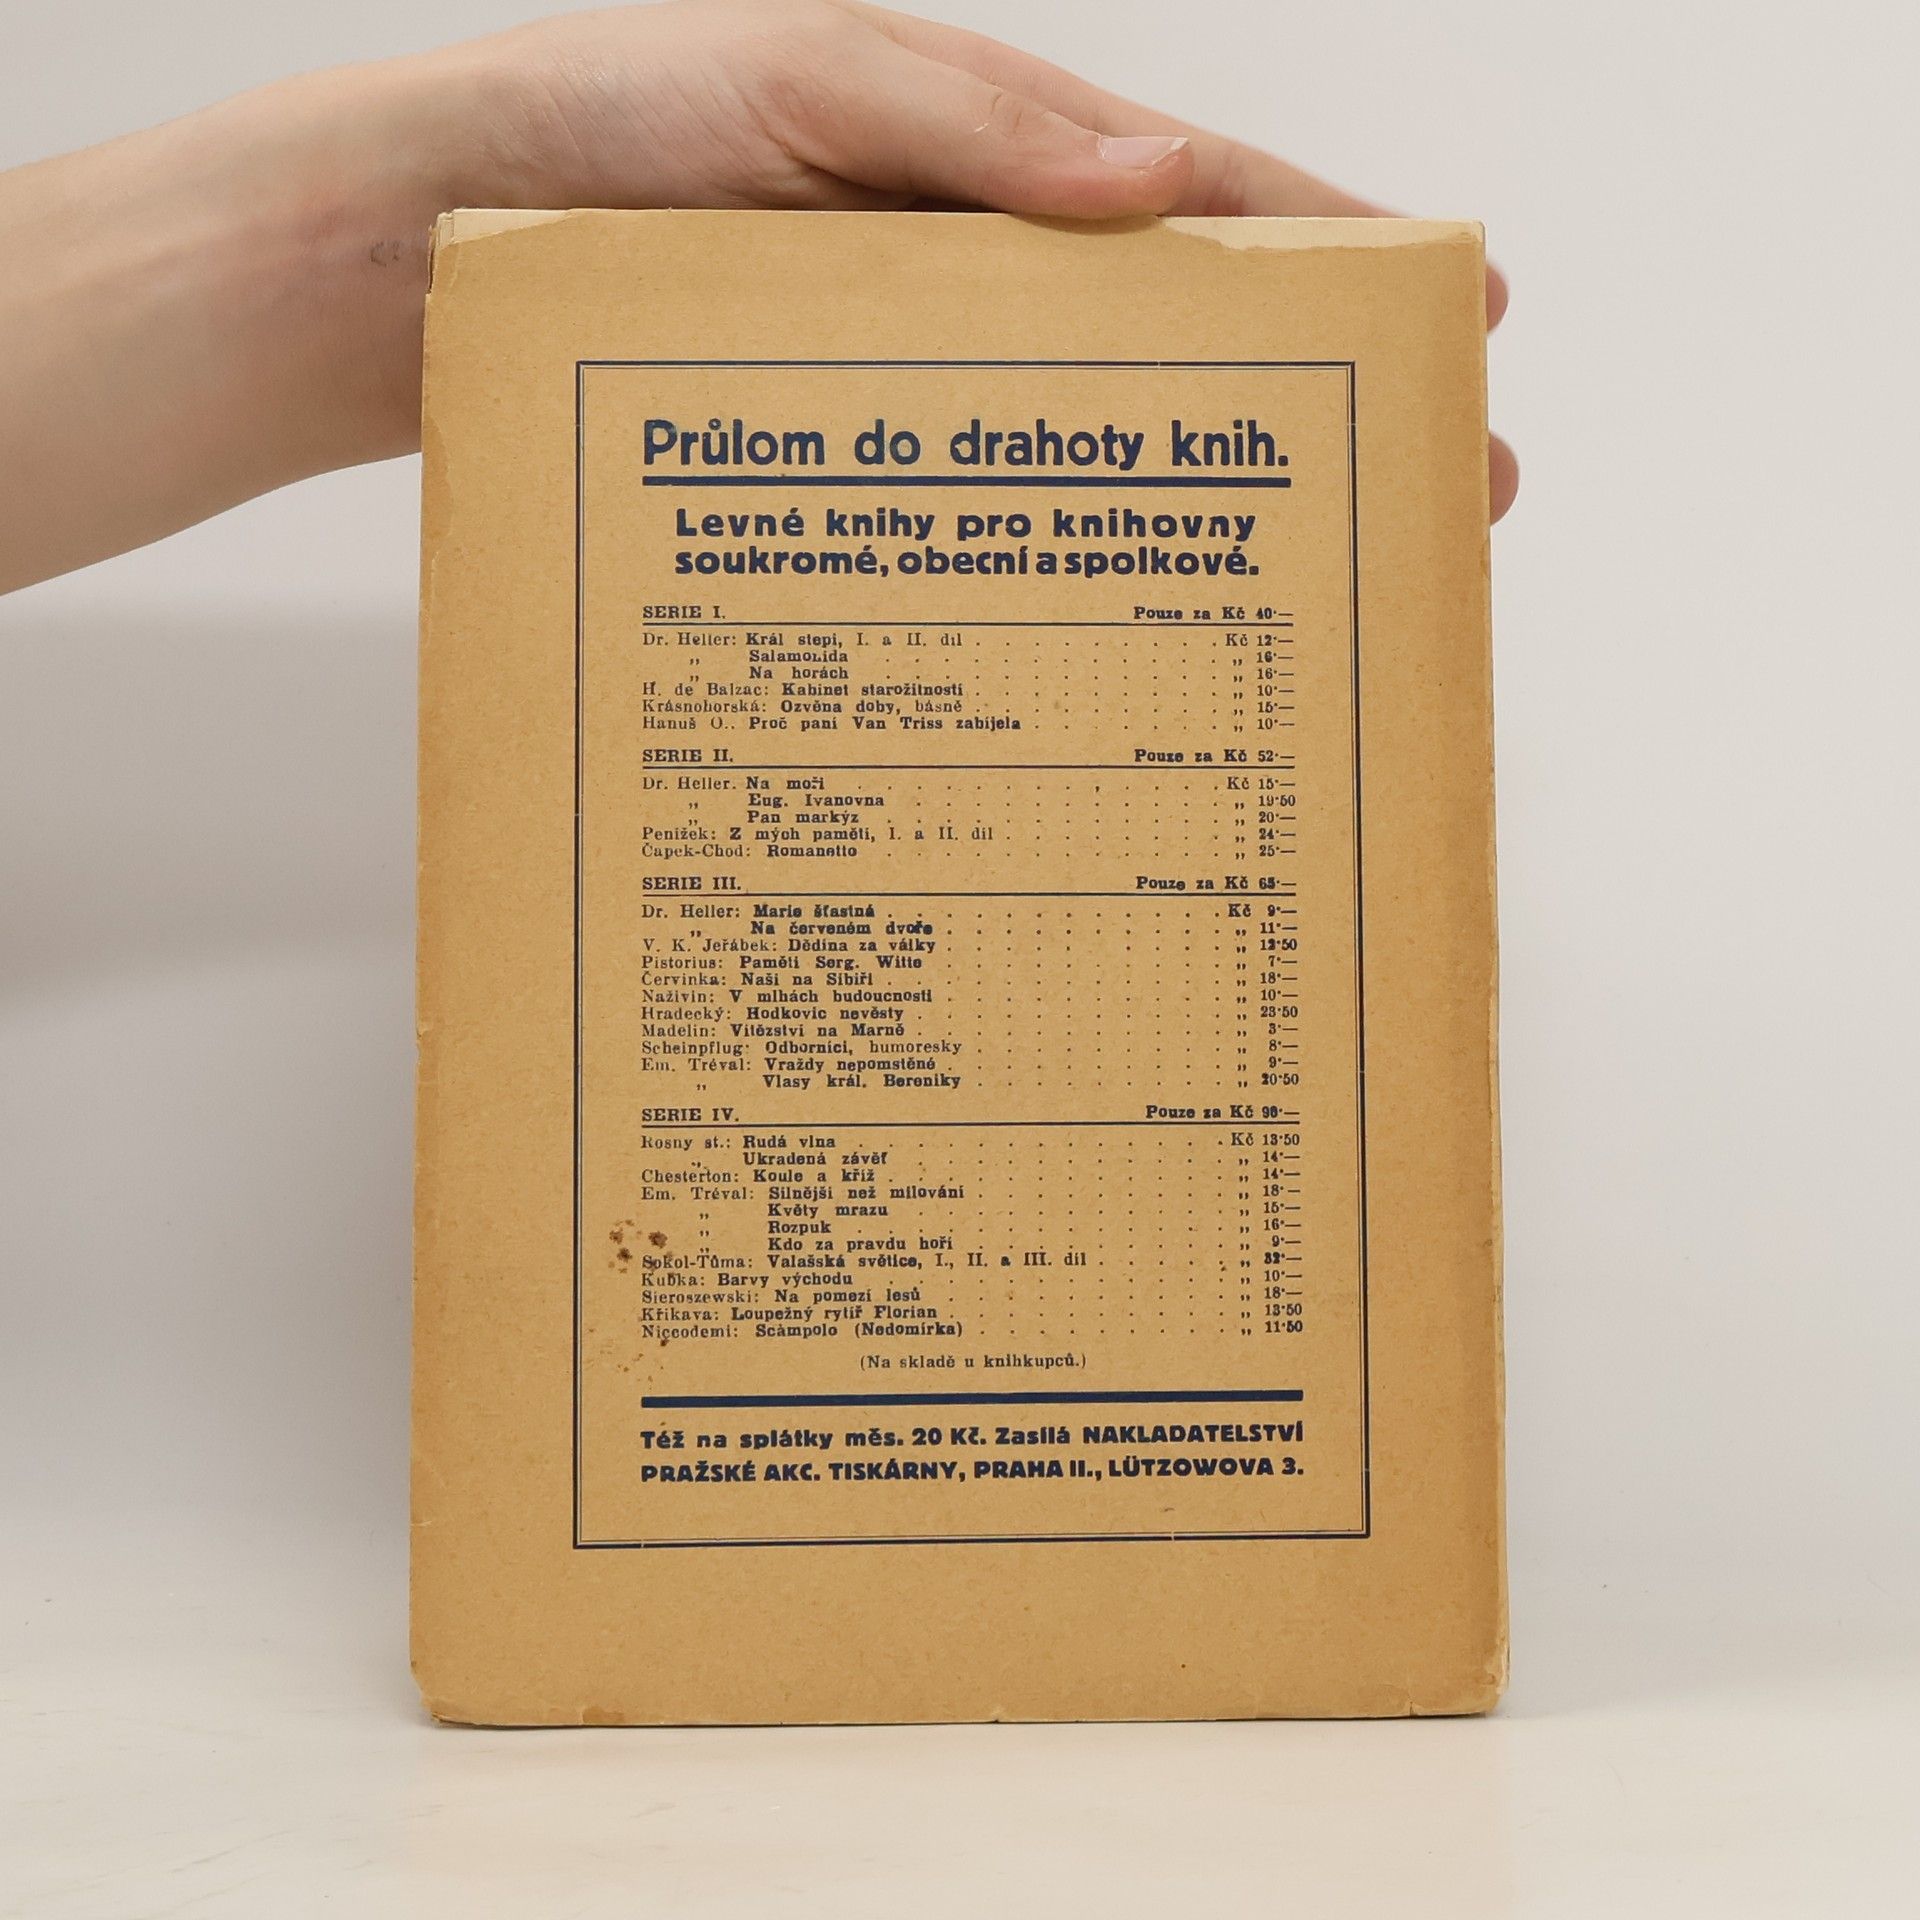 Průlom do drahoty knih.
Levné knihy pro knihovny
soukromé, obecní a spolkové.
SERIE I. Pouze za Kč 40·—
Dr. Heller: Král stepi, I. a II. díl . . . . . . . . . Kč 12·—
„ Salamonida . . . . . . . . . . . . „ 16·—
„ Na horách . . . . . . . . . . . . „ 16·—
H. de Balzac: Kabinet starožitností . . . . . . . . . „ 10·—
Krásnohorská: Ozvěna doby, básně . . . . . . . . . „ 15·—
Hanuš O.. Proč paní Van Triss zabíjela . . . . . . . „ 10·—
SERIE II. Pouze za Kč 52·—
Dr. Heller. Na moři . . . . . . . . . . . . . Kč 15·—
„ Eug. Ivanovna . . . . . . . . . . . „ 19·50
„ Pan markýz . . . . . . . . . . . . „ 20·—
Penížek: Z mých pamětí, I. a II. díl . . . . . . . . „ 24·—
Čapek-Chod: Romanetto . . . . . . . . . . . . „ 25·—
SERIE III. Pouze za Kč 65·—
Dr. Heller: Marie šťastná . . . . . . . . . . . . Kč 9·—
„ Na červeném dvoře . . . . . . . . . . „ 11·—
V. K. Jeřábek: Dědina za války . . . . . . . . . . „ 12·50
Pistorius: Paměti Serg. Witte . . . . . . . . . . „ 7·—
Červinka: Naši na Sibiři . . . . . . . . . . . . „ 18·—
Naživin: V mlhách budoucnosti . . . . . . . . . . „ 10·—
Hradecký: Hodkovic nevěsty . . . . . . . . . . . „ 23·50
Madelin: Vítězství na Marně . . . . . . . . . . . „ 3·—
Scheinpflug: Odborníci, humoresky . . . . . . . . . „ 8·—
Em. Tréval: Vraždy nepomstěné . . . . . . . . . . „ 9·—
„ Vlasy král. Bereniky . . . . . . . . . „ 20·50
SERIE IV. Pouze za Kč 90·—
Rosny st.: Rudá vlna . . . . . . . . . . . . . Kč 13·50
„ Ukradená závěť . . . . . . . . . . . „ 14·—
Chesterton: Koule a kříž . . . . . . . . . . . . „ 14·—
Em. Tréval: Silnější než milování . . . . . . . . . „ 18·—
„ Květy mrazu . . . . . . . . . . . „ 15·—
„ Rozpuk . . . . . . . . . . . . . „ 16·—
„ Kdo za pravdu hoří . . . . . . . . . „ 9·—
Sokol-Tůma: Valašská světice, I., II. a III. díl . . . . . „ 32·—
Kubka: Barvy východu . . . . . . . . . . . . „ 10·—
Sieroszewski: Na pomezí lesů . . . . . . . . . . „ 18·—
Křikava: Loupežný rytíř Florian . . . . . . . . . . „ 13·50
Niccodemi: Scàmpolo (Nedomírka) . . . . . . . . . „ 11·50
(Na skladě u knihkupců.)
Též na splátky měs. 20 Kč. Zasílá NAKLADATELSTVÍ
PRAŽSKÉ AKC. TISKÁRNY, PRAHA II., LÜTZOWOVA 3.